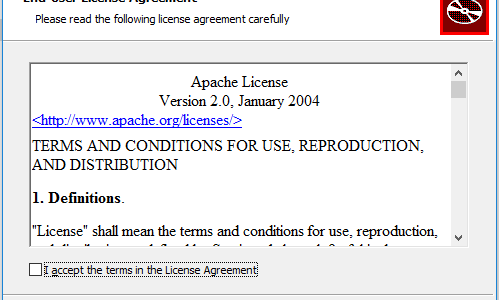 End-User License Agreement
Please read the following license agreement carefully
Apache License
Version 2.0, January 2004
<http://www.apache.org/licenses/>
TERMS AND CONDITIONS FOR USE, REPRODUCTION,
AND DISTRIBUTION
1. Definitions.
"License" shall mean the terms and conditions for use, reproduction,
I accept the terms in the License Agreement